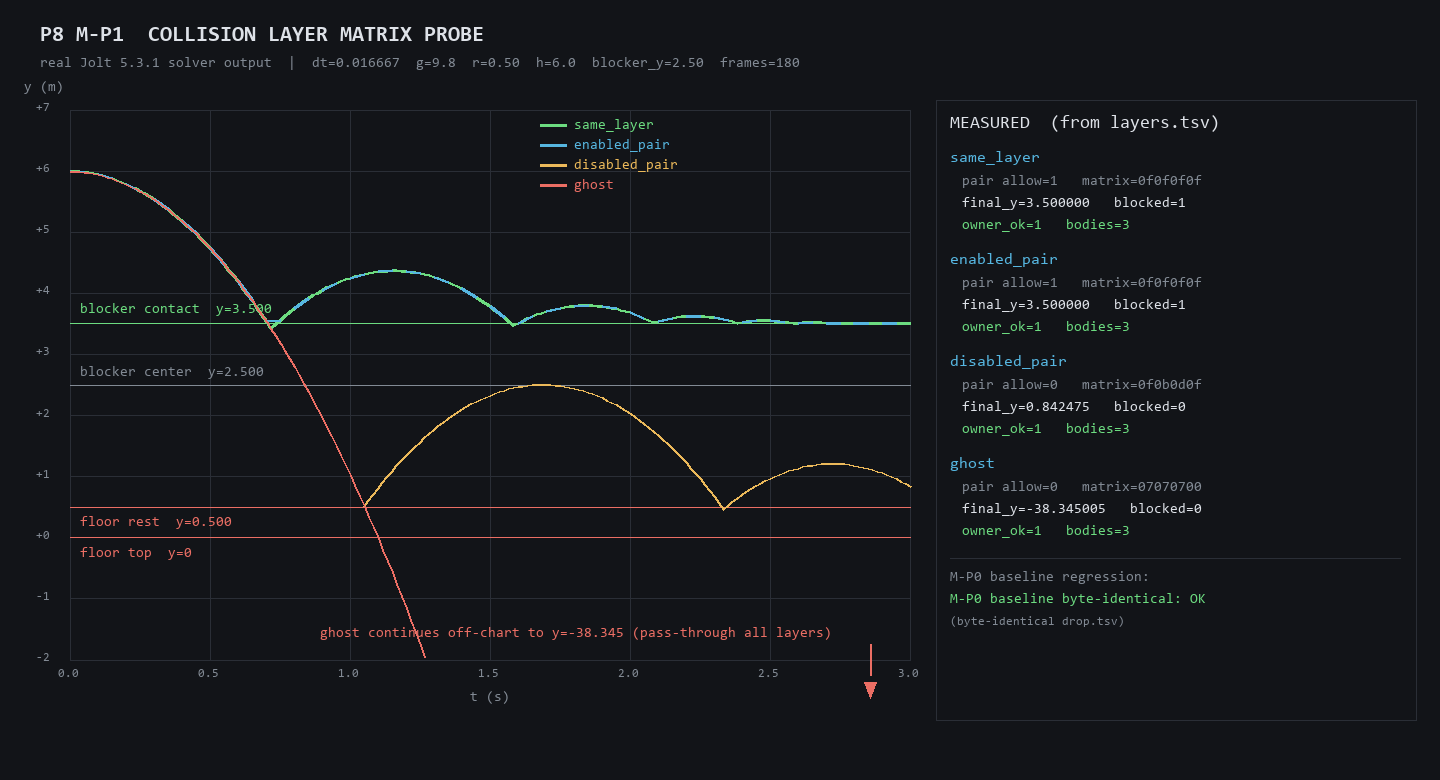 P8 M-P1  COLLISION LAYER MATRIX PROBE
real Jolt 5.3.1 solver output  |  dt=0.016667  g=9.8  r=0.50  h=6.0  blocker_y=2.50  frames=180
y (m)
+7
+6
+5
+4
+3
+2
+1
+0
-1
-2
same_layer
enabled_pair
disabled_pair
ghost
blocker contact  y=3.500
blocker center  y=2.500
floor rest  y=0.500
floor top  y=0
ghost continues off-chart to y=-38.345 (pass-through all layers)
0.0  0.5  1.0  1.5  2.0  2.5  3.0
t (s)
MEASURED  (from layers.tsv)
same_layer
pair allow=1   matrix=0f0f0f0f
final_y=3.500000   blocked=1
owner_ok=1   bodies=3
enabled_pair
pair allow=1   matrix=0f0f0f0f
final_y=3.500000   blocked=1
owner_ok=1   bodies=3
disabled_pair
pair allow=0   matrix=0f0b0d0f
final_y=0.842475   blocked=0
owner_ok=1   bodies=3
ghost
pair allow=0   matrix=07070700
final_y=-38.345005   blocked=0
owner_ok=1   bodies=3
M-P0 baseline regression:
M-P0 baseline byte-identical: OK
(byte-identical drop.tsv)